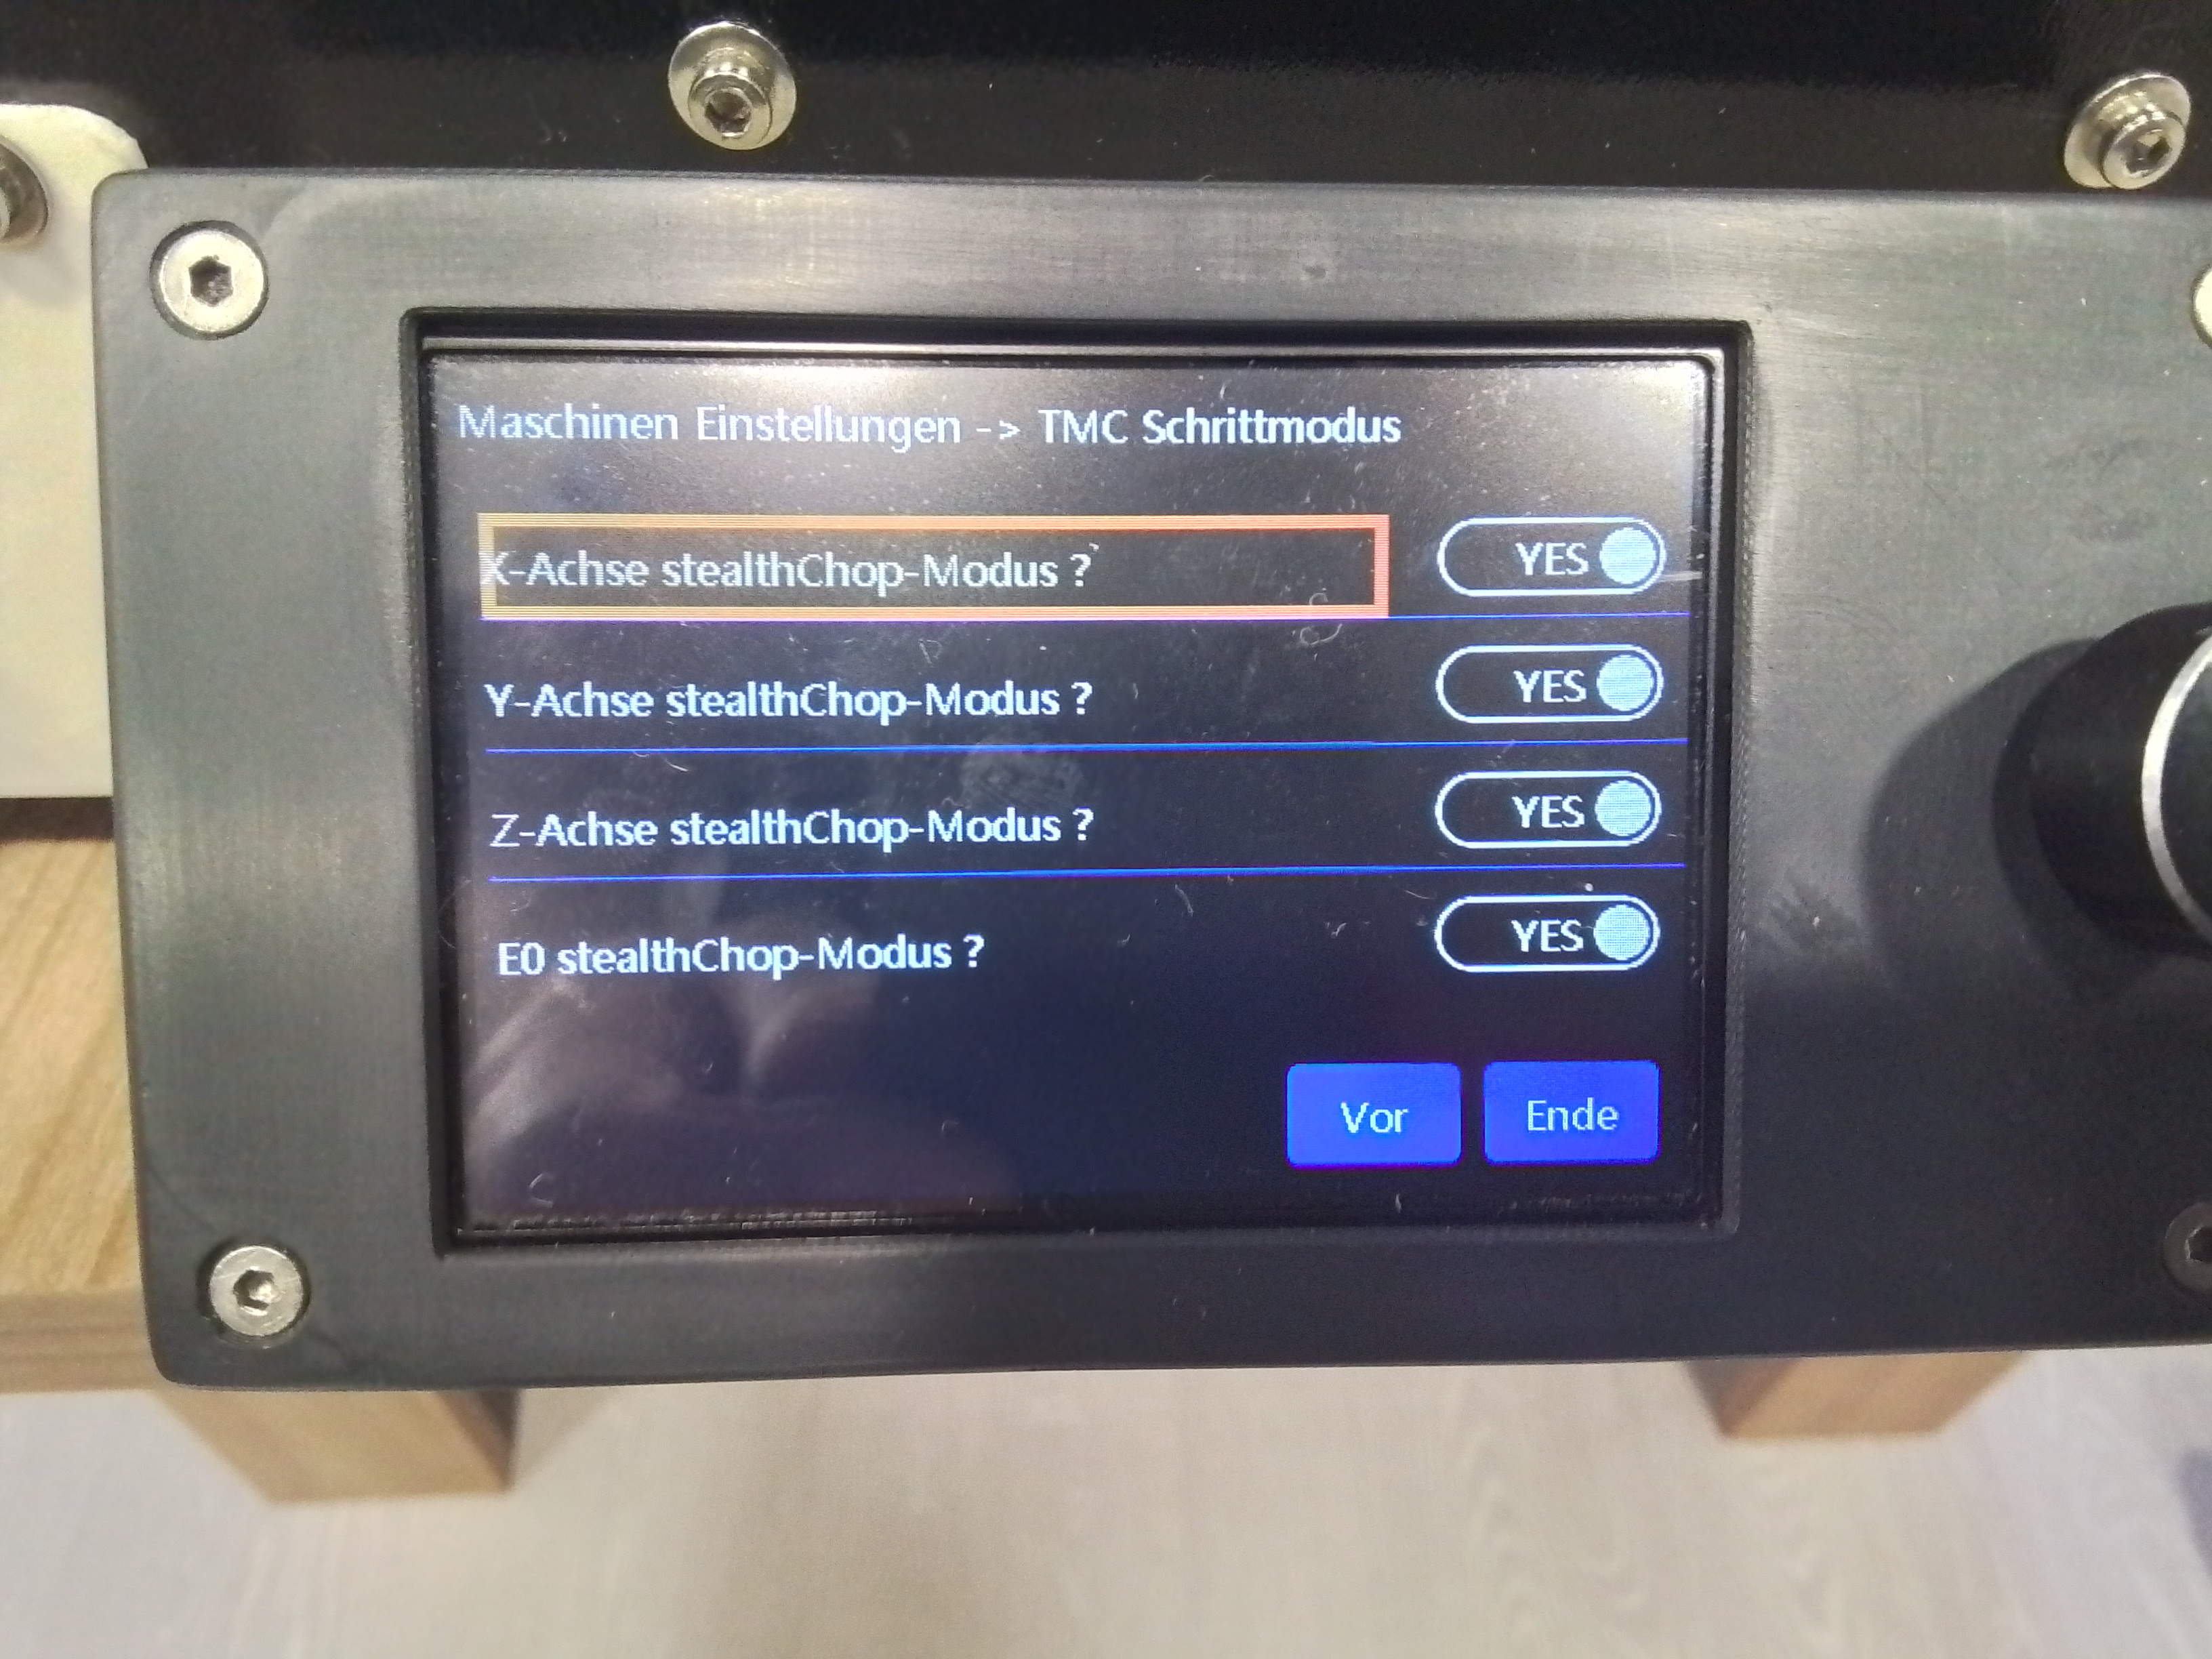 Maschinen Einstellungen -> TMC Schrittmodus
X-Achse stealthChop-Modus ?
YES
Y-Achse stealthChop-Modus ?
YES
Z-Achse stealthChop-Modus ?
YES
E0 stealthChop-Modus ?
YES
Vor
Ende